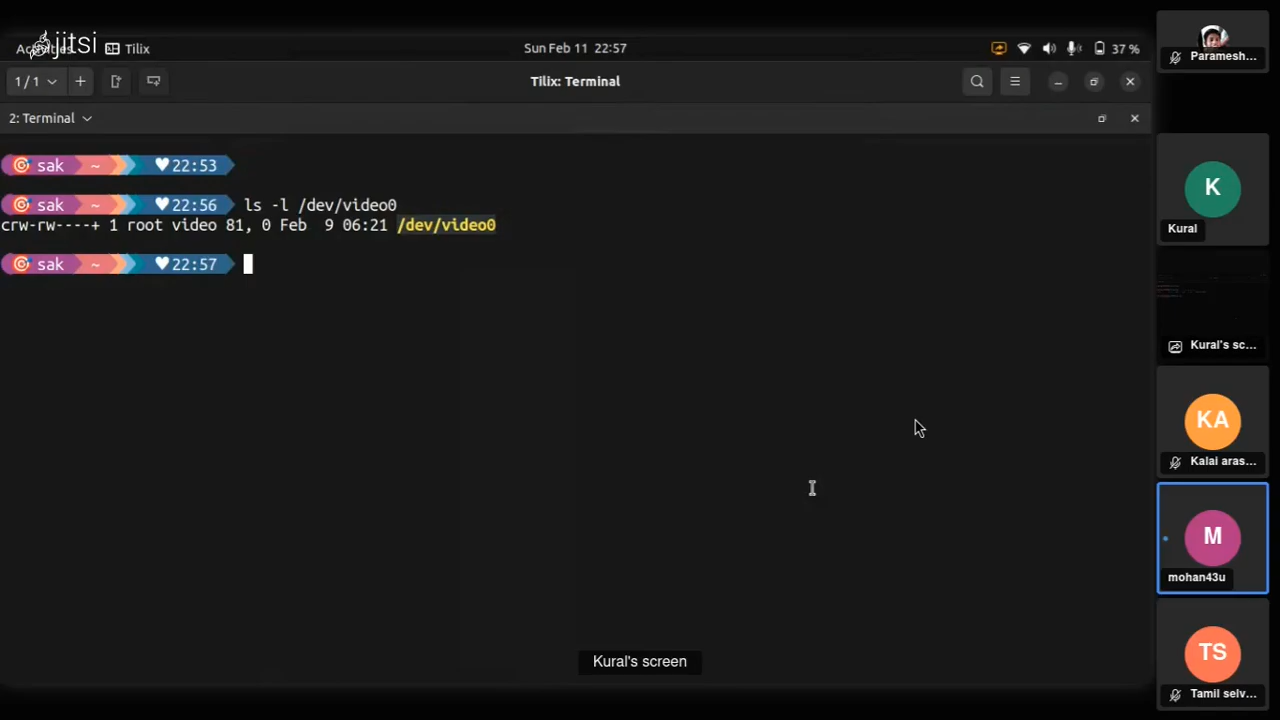 jitsi
Tilix
Sun Feb 11 22:57
37 %
1 / 1
Tilix: Terminal
2: Terminal
sak ~ ♥22:53
sak ~ ♥22:56 ls -l /dev/video0
crw-rw----+ 1 root video 81, 0 Feb  9 06:21 /dev/video0
sak ~ ♥22:57
Kural's screen
Paramesh...
K
Kural
Kural's sc...
KA
Kalai aras...
M
mohan43u
TS
Tamil selv...